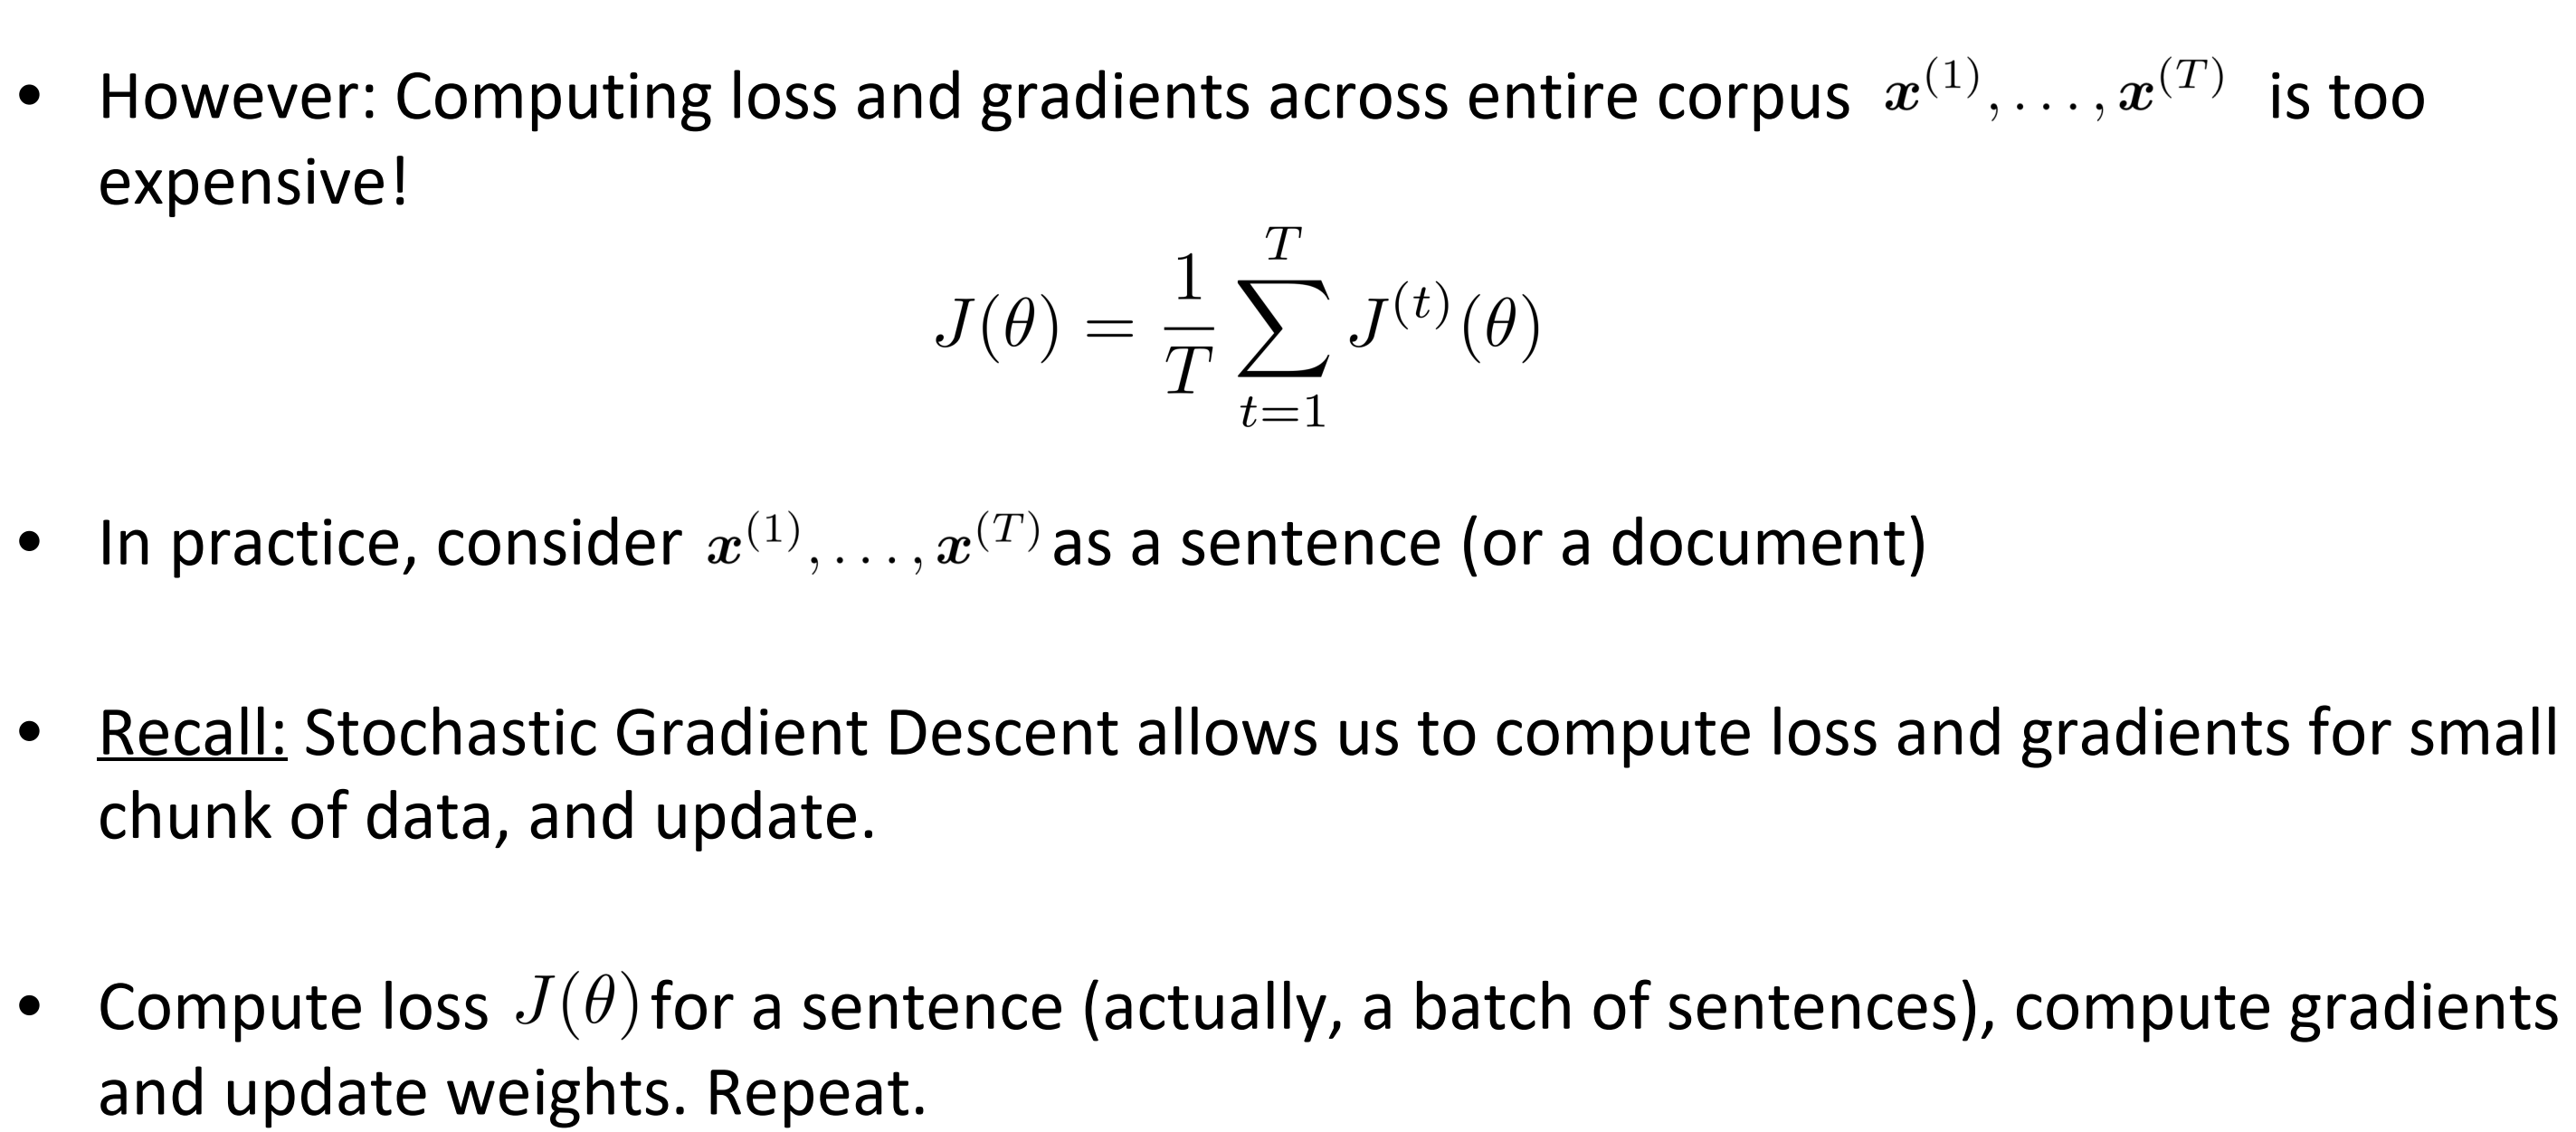 • However: Computing loss and gradients across entire corpus $\boldsymbol{x}^{(1)}, \ldots, \boldsymbol{x}^{(T)}$ is too
expensive!
$J(\theta) = \frac{1}{T} \sum_{t=1}^{T} J^{(t)}(\theta)$
• In practice, consider $\boldsymbol{x}^{(1)}, \ldots, \boldsymbol{x}^{(T)}$ as a sentence (or a document)
• Recall: Stochastic Gradient Descent allows us to compute loss and gradients for small
chunk of data, and update.
• Compute loss $J(\theta)$ for a sentence (actually, a batch of sentences), compute gradients
and update weights. Repeat.